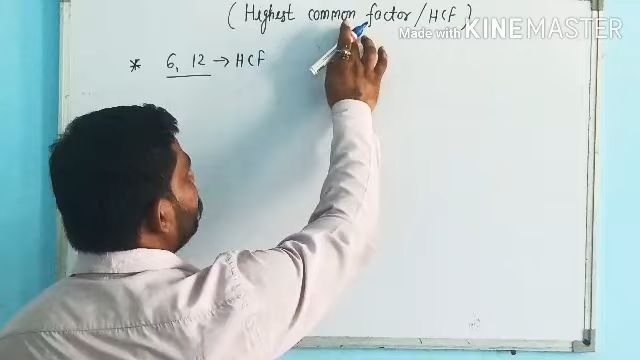 ( Highest common factor / HCF )
Made with KINEMASTER
* 6, 12 → HCF